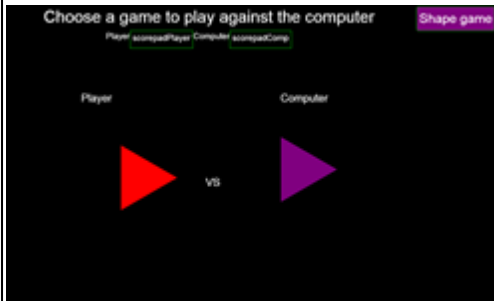 Choose a game to play against the computer
Shape game
Player scorepadPlayer Computer scorepadComp
Player
Computer
vs